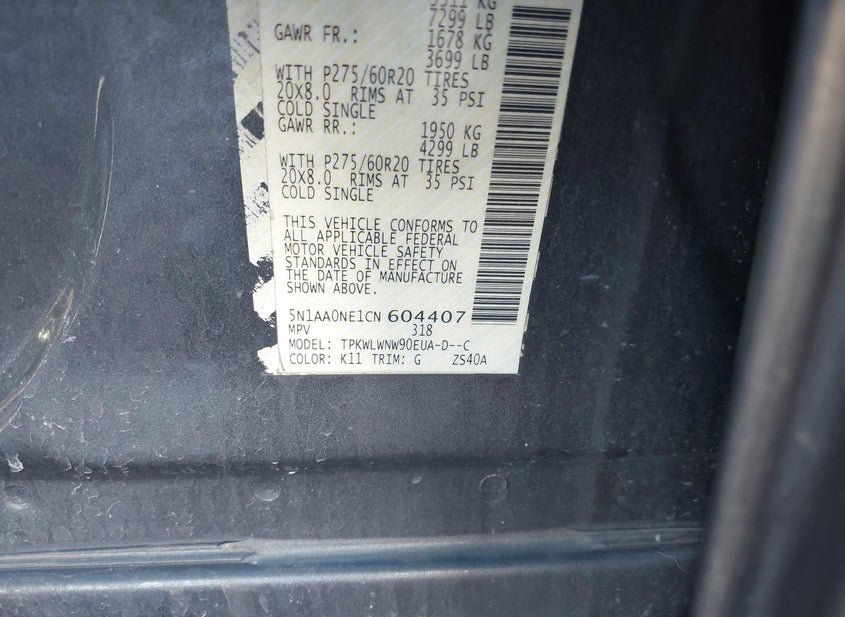 3311 KG
7299 LB
GAWR FR.: 1678 KG
3699 LB
WITH P275/60R20 TIRES
20X8.0 RIMS AT 35 PSI
COLD SINGLE
GAWR RR.: 1950 KG
4299 LB
WITH P275/60R20 TIRES
20X8.0 RIMS AT 35 PSI
COLD SINGLE
THIS VEHICLE CONFORMS TO
ALL APPLICABLE FEDERAL
MOTOR VEHICLE SAFETY
STANDARDS IN EFFECT ON
THE DATE OF MANUFACTURE
SHOWN ABOVE.
5N1AA0NE1CN 604407
MPV 318
MODEL: TPKWLWNW90EUA-D--C
COLOR: K11 TRIM: G ZS40A